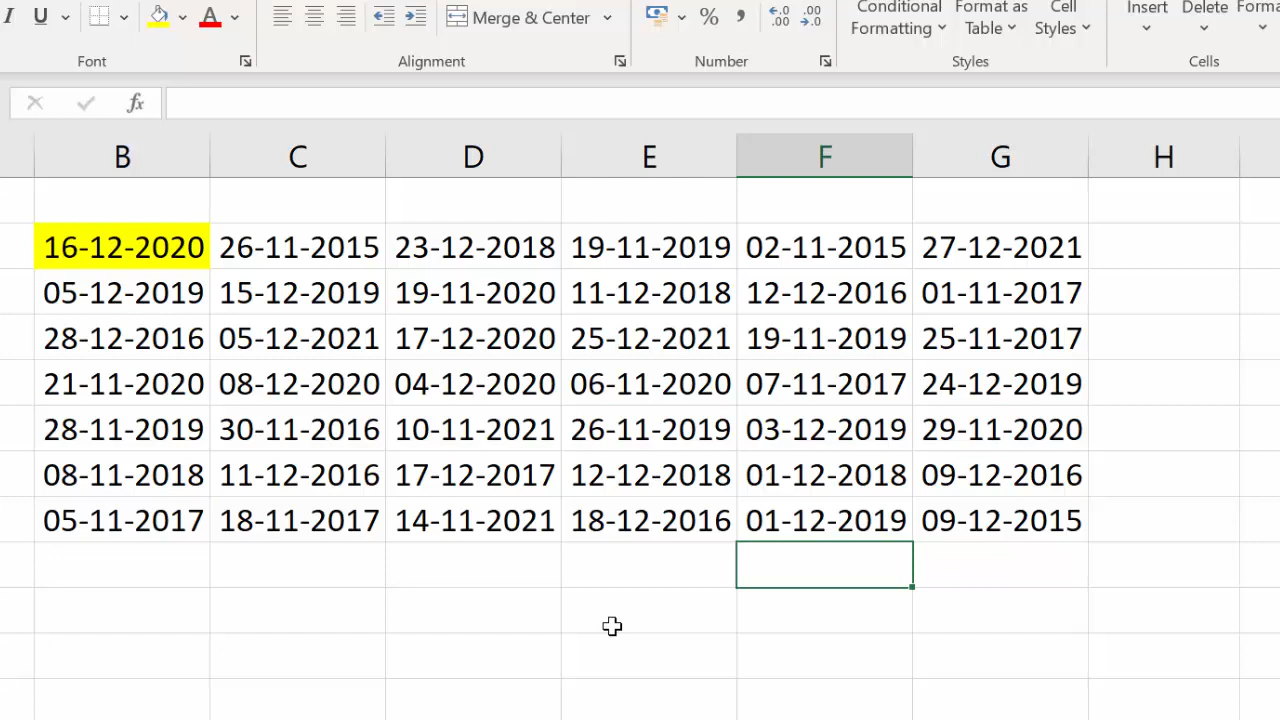 I U A Merge & Center % , .00 Conditional Format as Cell Insert Delete
Formatting Table Styles
Font Alignment Number Styles Cells
fx
B C D E F G H
16-12-2020 26-11-2015 23-12-2018 19-11-2019 02-11-2015 27-12-2021
05-12-2019 15-12-2019 19-11-2020 11-12-2018 12-12-2016 01-11-2017
28-12-2016 05-12-2021 17-12-2020 25-12-2021 19-11-2019 25-11-2017
21-11-2020 08-12-2020 04-12-2020 06-11-2020 07-11-2017 24-12-2019
28-11-2019 30-11-2016 10-11-2021 26-11-2019 03-12-2019 29-11-2020
08-11-2018 11-12-2016 17-12-2017 12-12-2018 01-12-2018 09-12-2016
05-11-2017 18-11-2017 14-11-2021 18-12-2016 01-12-2019 09-12-2015